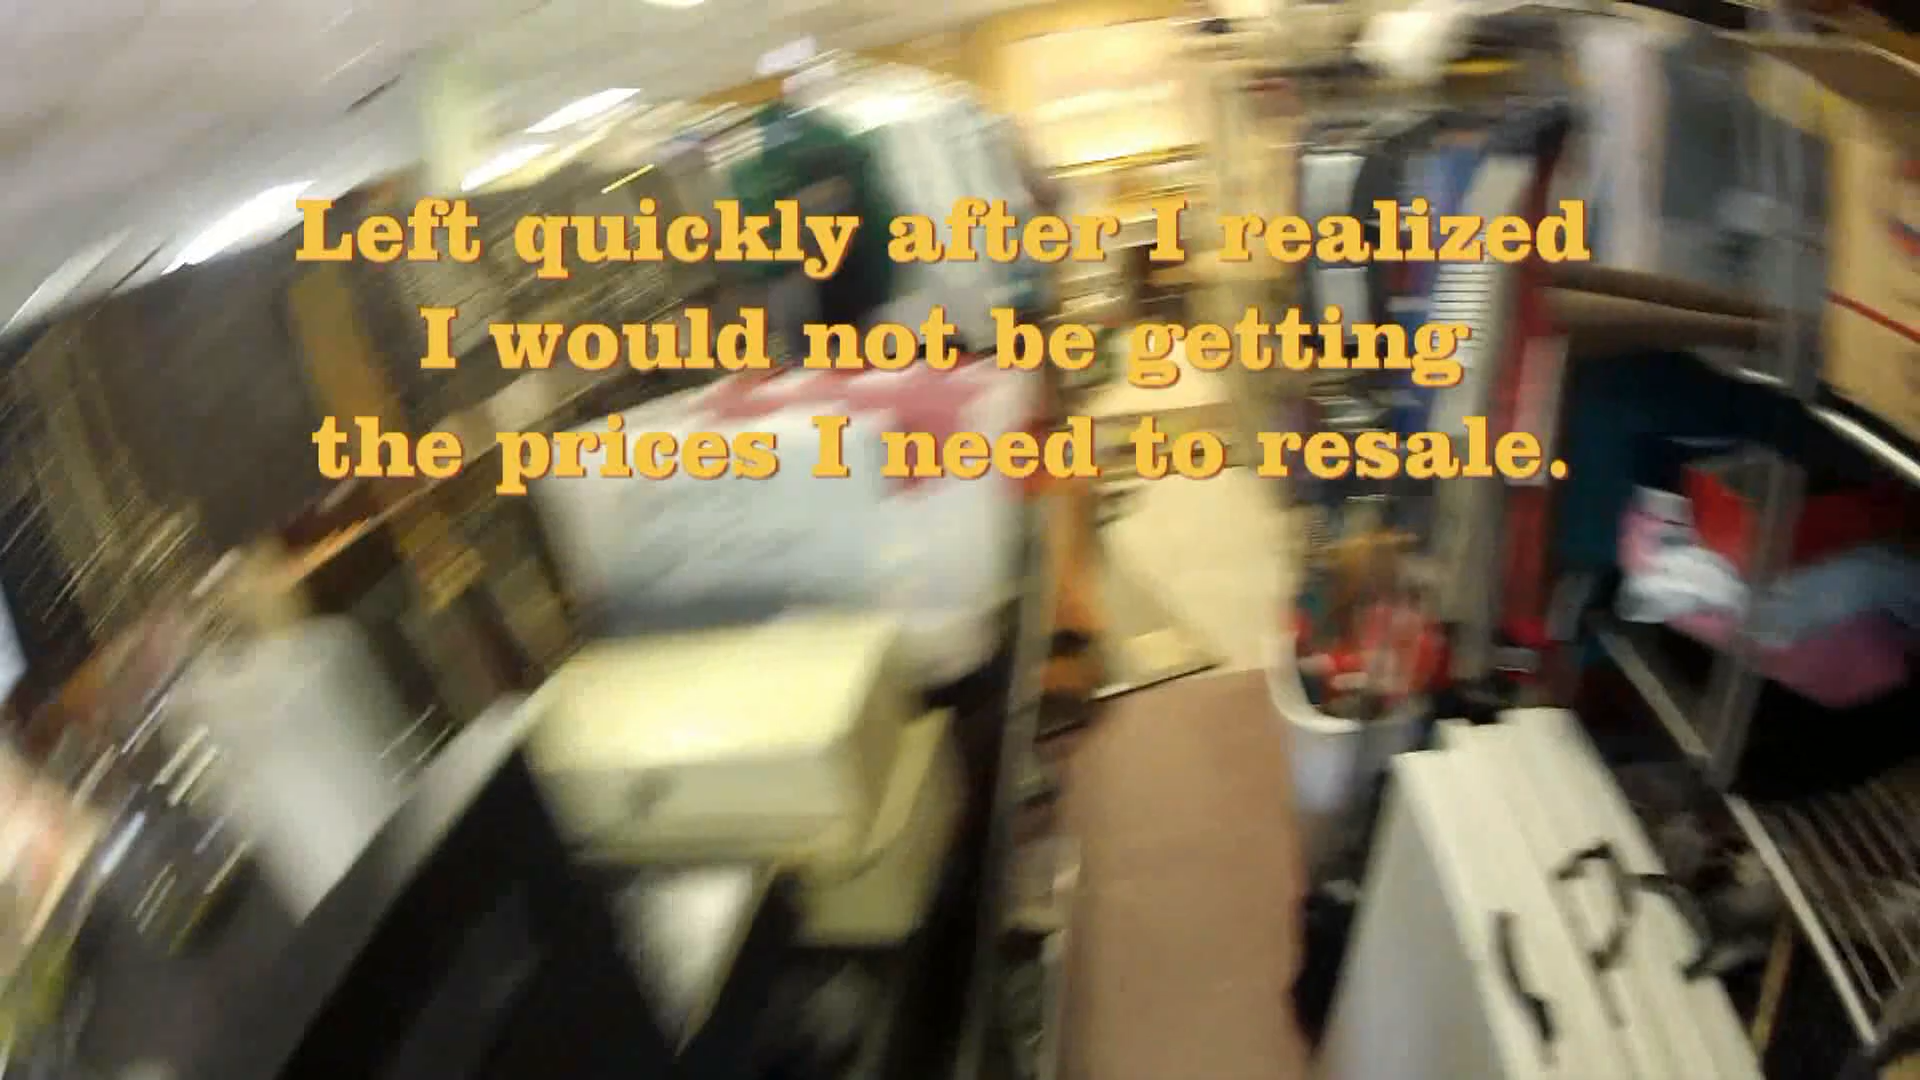 Left quickly after I realized
I would not be getting
the prices I need to resale.